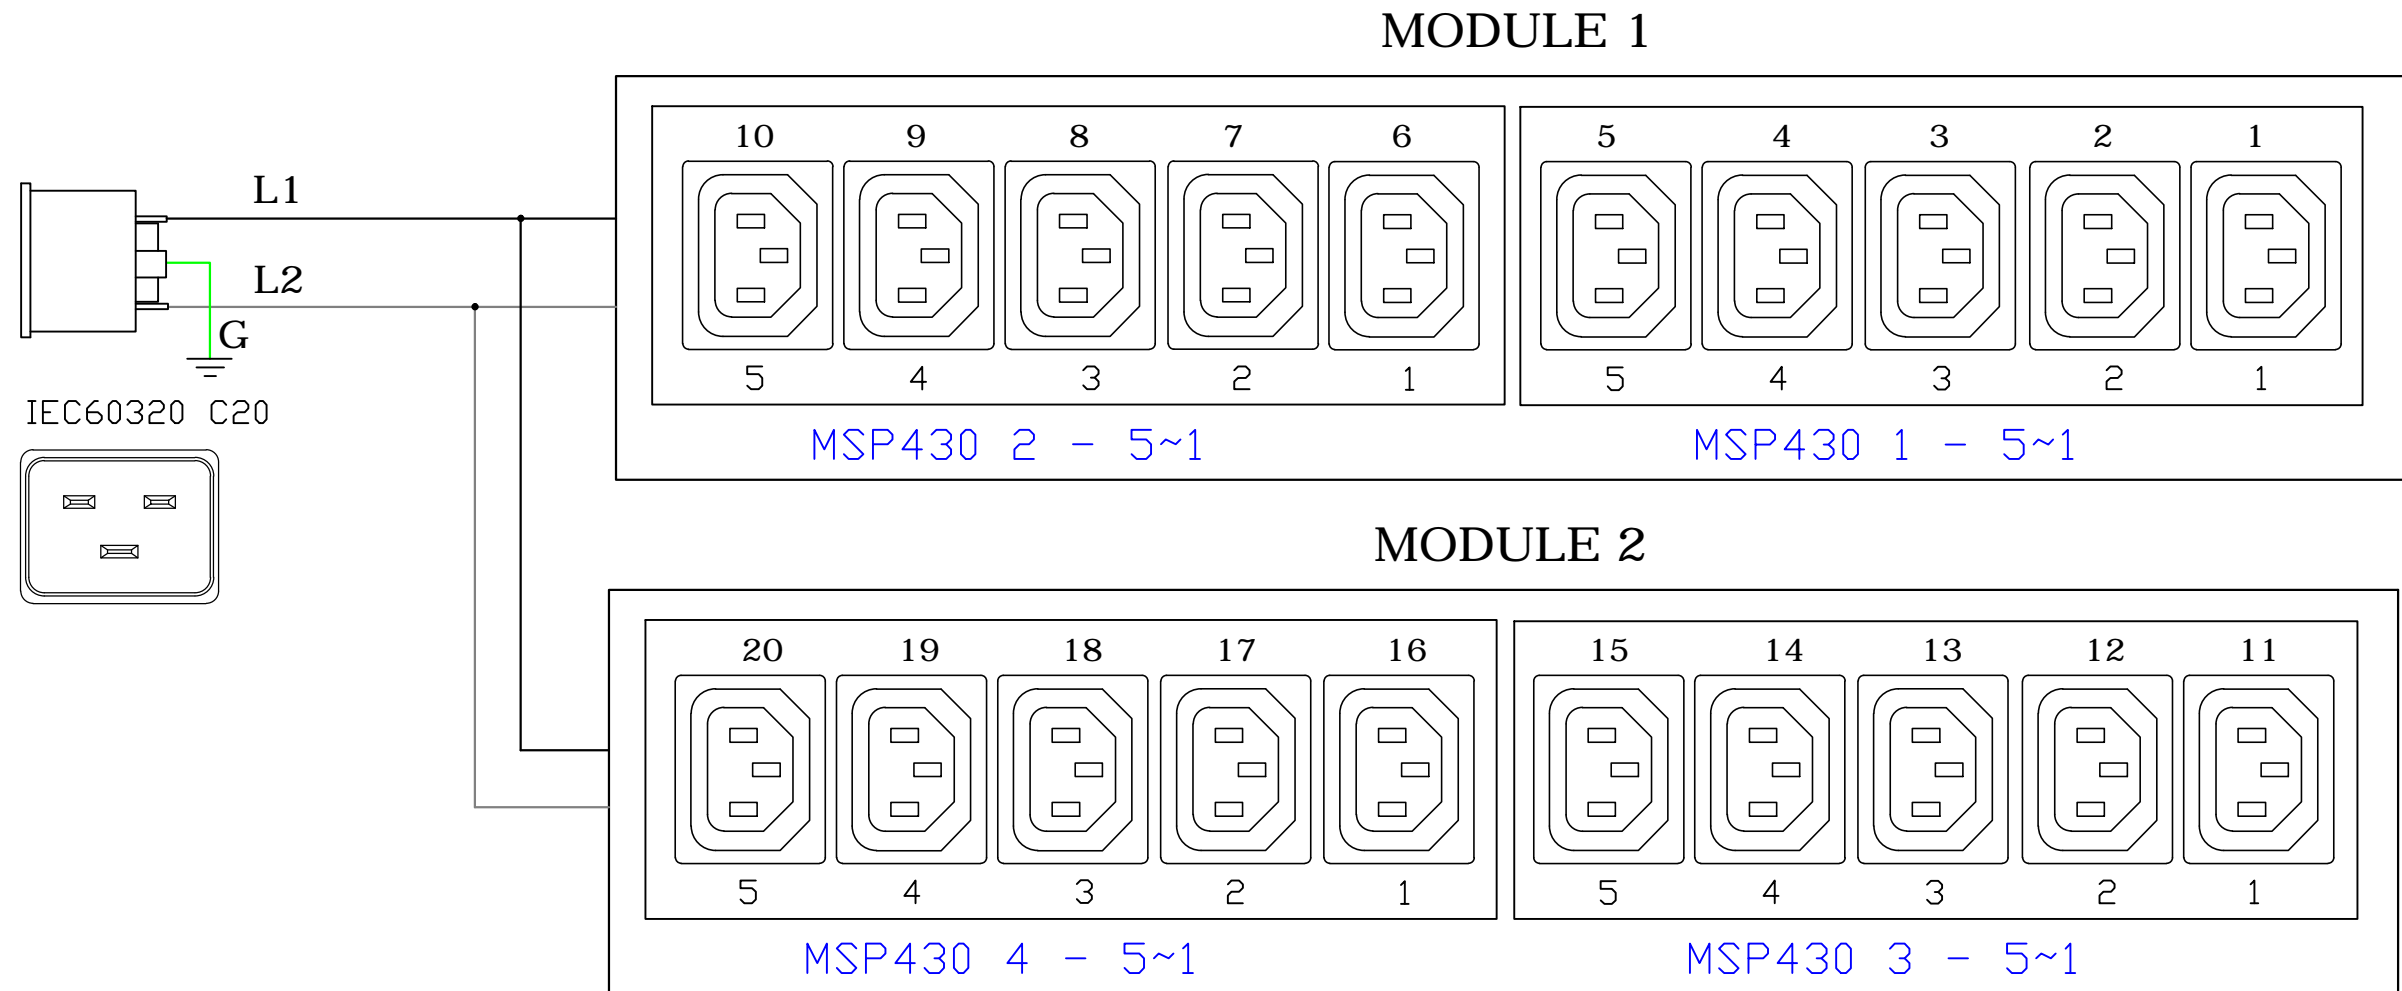 MODULE 1
10 9 8 7 6 5 4 3 2 1
L1
L2
G
5 4 3 2 1 5 4 3 2 1
IEC60320 C20
MSP430 2 - 5~1 MSP430 1 - 5~1
MODULE 2
20 19 18 17 16 15 14 13 12 11
5 4 3 2 1 5 4 3 2 1
MSP430 4 - 5~1 MSP430 3 - 5~1